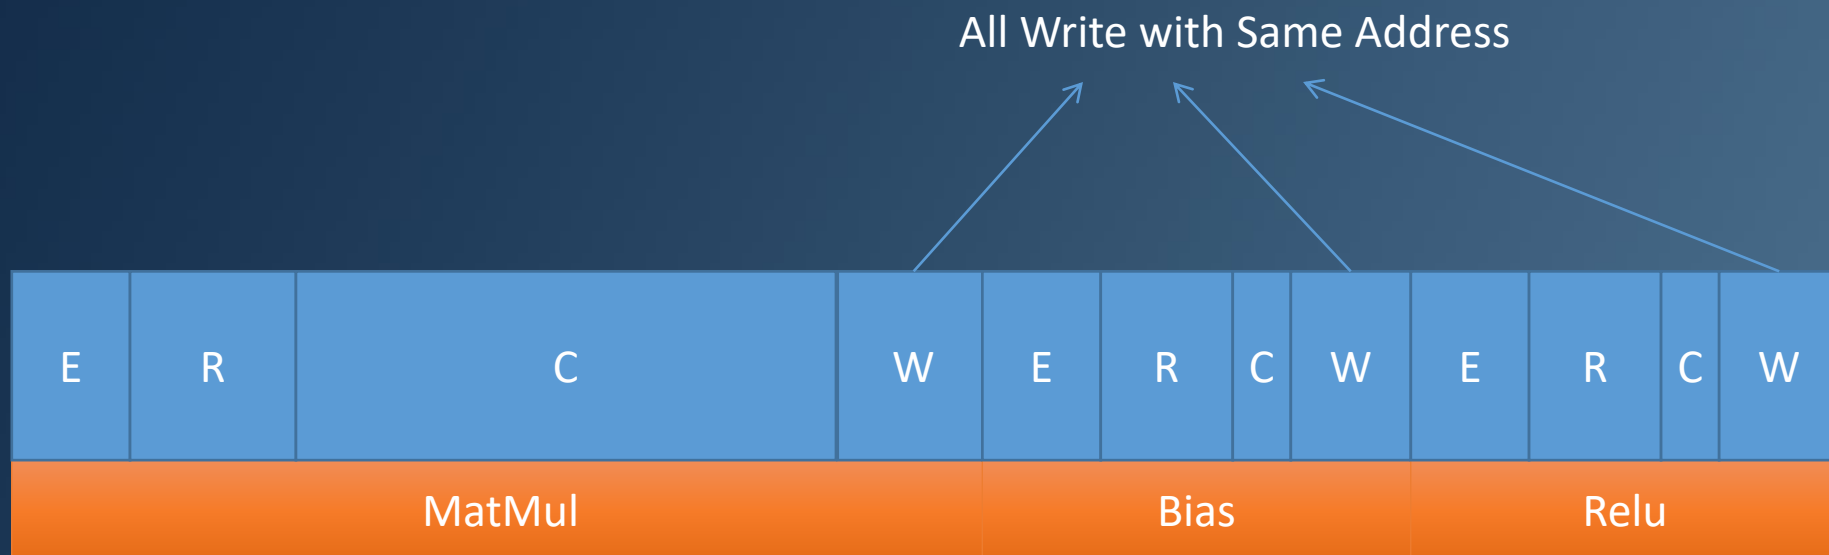 All Write with Same Address
E R C W E R C W E R C W
MatMul Bias Relu